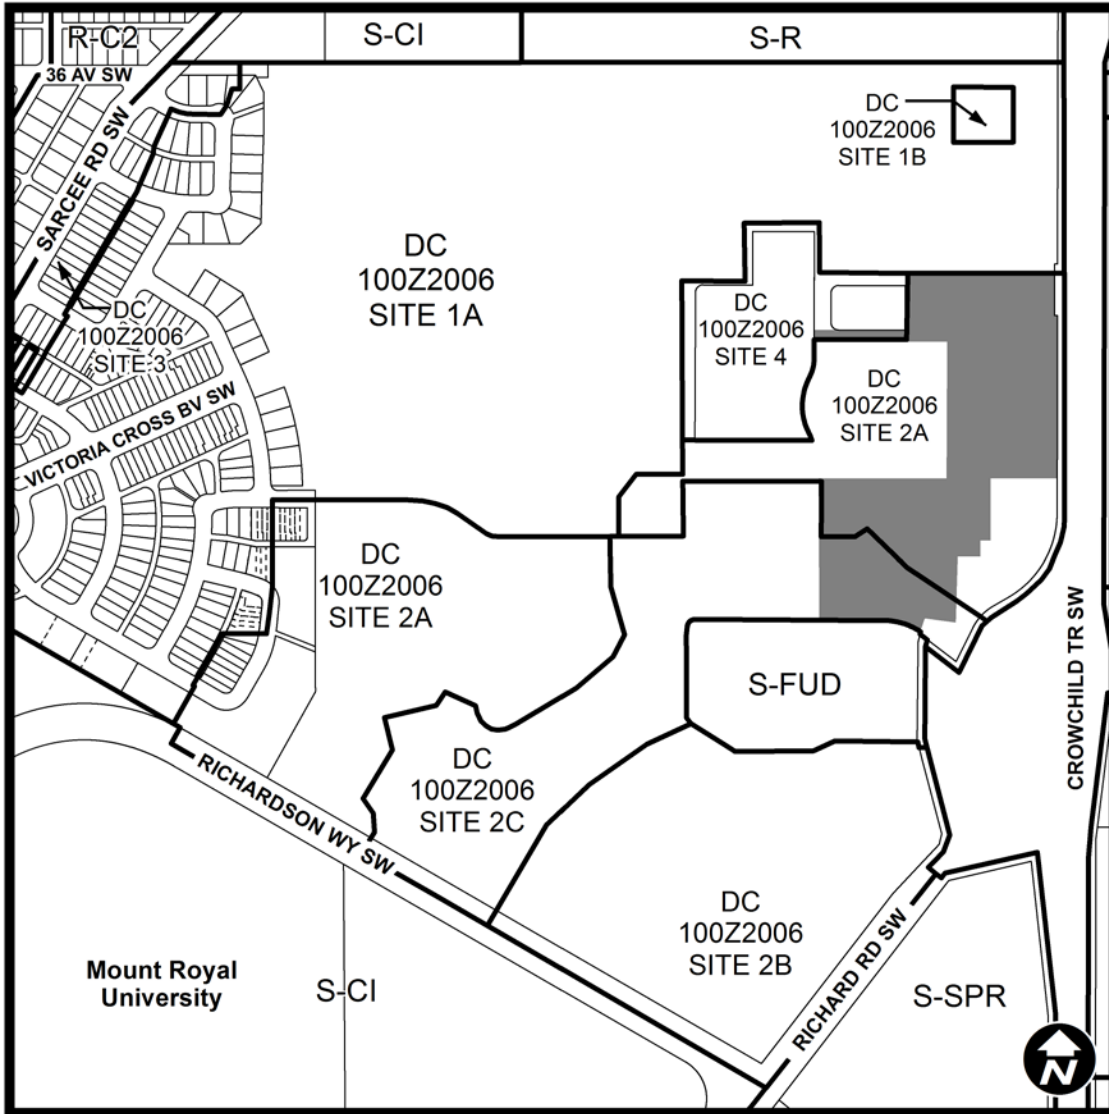 R-C2
S-CI
S-R
36 AV SW
SARCEE RD SW
DC
100Z2006
SITE 1B
DC
100Z2006
SITE 1A
DC
100Z2006
SITE 3
DC
100Z2006
SITE 4
DC
100Z2006
SITE 2A
VICTORIA CROSS BV SW
DC
100Z2006
SITE 2A
CROWCHILD TR SW
S-FUD
DC
100Z2006
SITE 2C
RICHARDSON WY SW
DC
100Z2006
SITE 2B
RICHARD RD SW
Mount Royal
University
S-CI
S-SPR
N